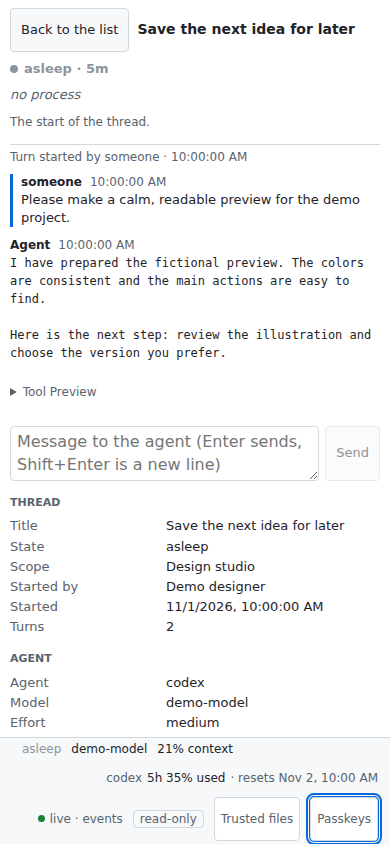 Back to the list
Save the next idea for later
asleep · 5m
no process
The start of the thread.
Turn started by someone · 10:00:00 AM
someone 10:00:00 AM
Please make a calm, readable preview for the demo
project.
Agent 10:00:00 AM
I have prepared the fictional preview. The colors
are consistent and the main actions are easy to
find.
Here is the next step: review the illustration and
choose the version you prefer.
Tool Preview
Message to the agent (Enter sends,
Shift+Enter is a new line)
Send
THREAD
Title Save the next idea for later
State asleep
Scope Design studio
Started by Demo designer
Started 11/1/2026, 10:00:00 AM
Turns 2
AGENT
Agent codex
Model demo-model
Effort medium
asleep demo-model 21% context
codex 5h 35% used · resets Nov 2, 10:00 AM
live · events read-only Trusted files Passkeys